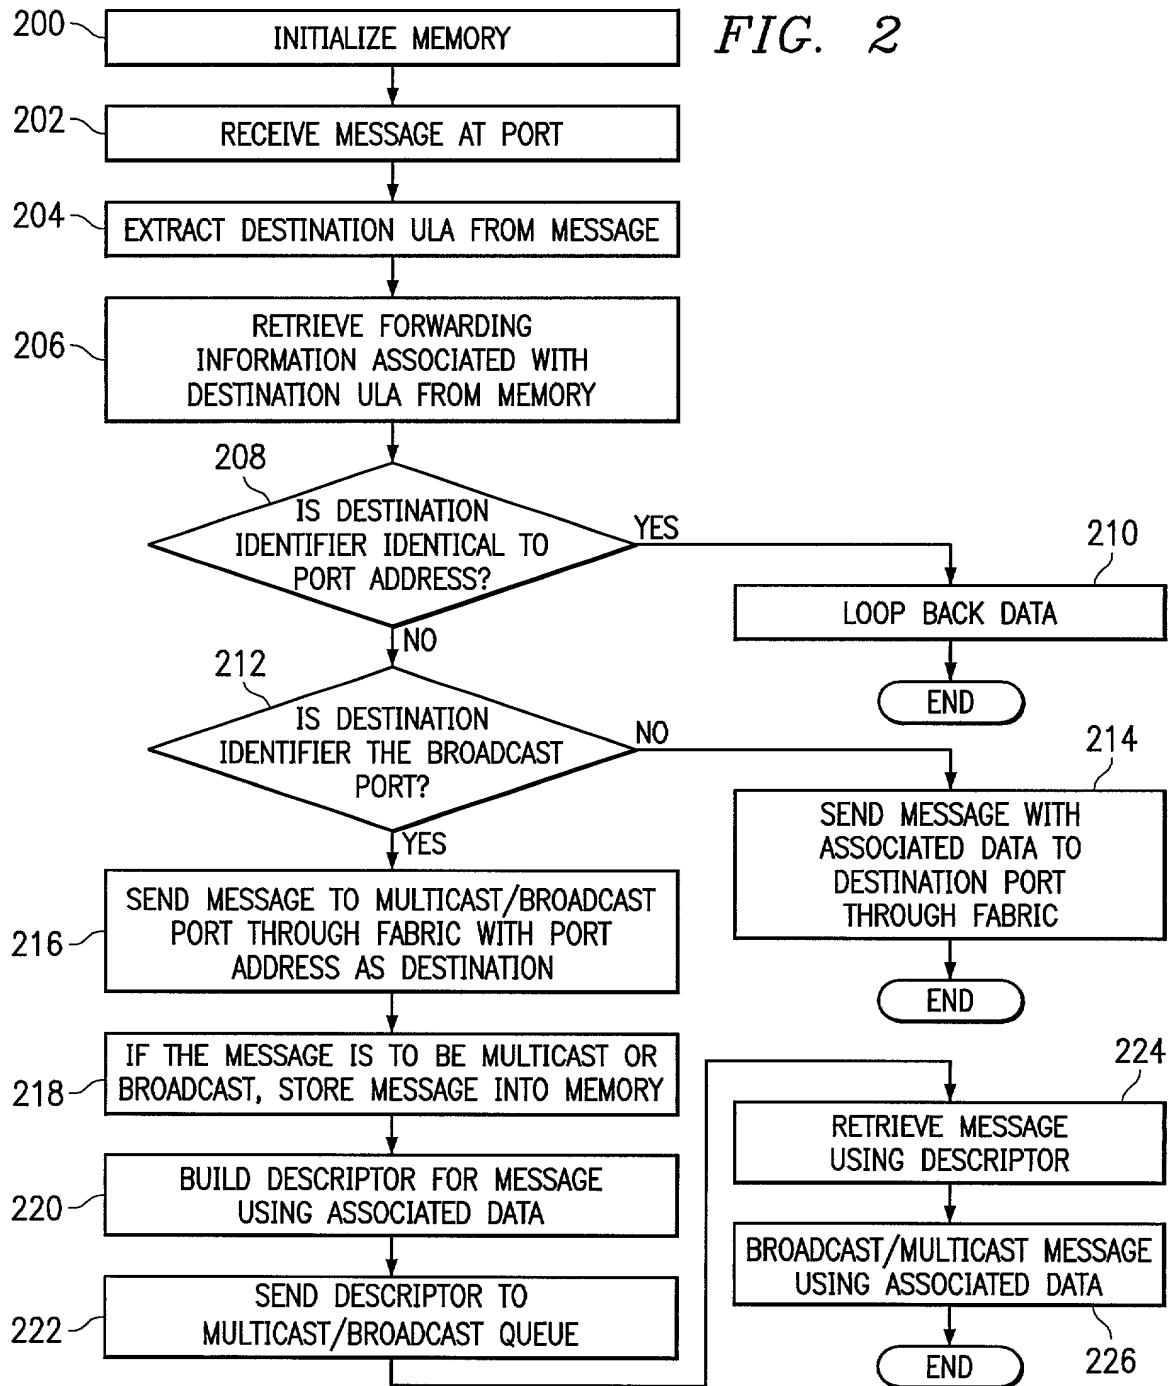 FIG. 2
200
INITIALIZE MEMORY
202
RECEIVE MESSAGE AT PORT
204
EXTRACT DESTINATION ULA FROM MESSAGE
206
RETRIEVE FORWARDING
INFORMATION ASSOCIATED WITH
DESTINATION ULA FROM MEMORY
208
IS DESTINATION
IDENTIFIER IDENTICAL TO
PORT ADDRESS?
YES
210
LOOP BACK DATA
END
NO
212
IS DESTINATION
IDENTIFIER THE BROADCAST
PORT?
NO
214
SEND MESSAGE WITH
ASSOCIATED DATA TO
DESTINATION PORT
THROUGH FABRIC
END
YES
216
SEND MESSAGE TO MULTICAST/BROADCAST
PORT THROUGH FABRIC WITH PORT
ADDRESS AS DESTINATION
218
IF THE MESSAGE IS TO BE MULTICAST OR
BROADCAST, STORE MESSAGE INTO MEMORY
220
BUILD DESCRIPTOR FOR MESSAGE
USING ASSOCIATED DATA
222
SEND DESCRIPTOR TO
MULTICAST/BROADCAST QUEUE
224
RETRIEVE MESSAGE
USING DESCRIPTOR
BROADCAST/MULTICAST MESSAGE
USING ASSOCIATED DATA
226
END